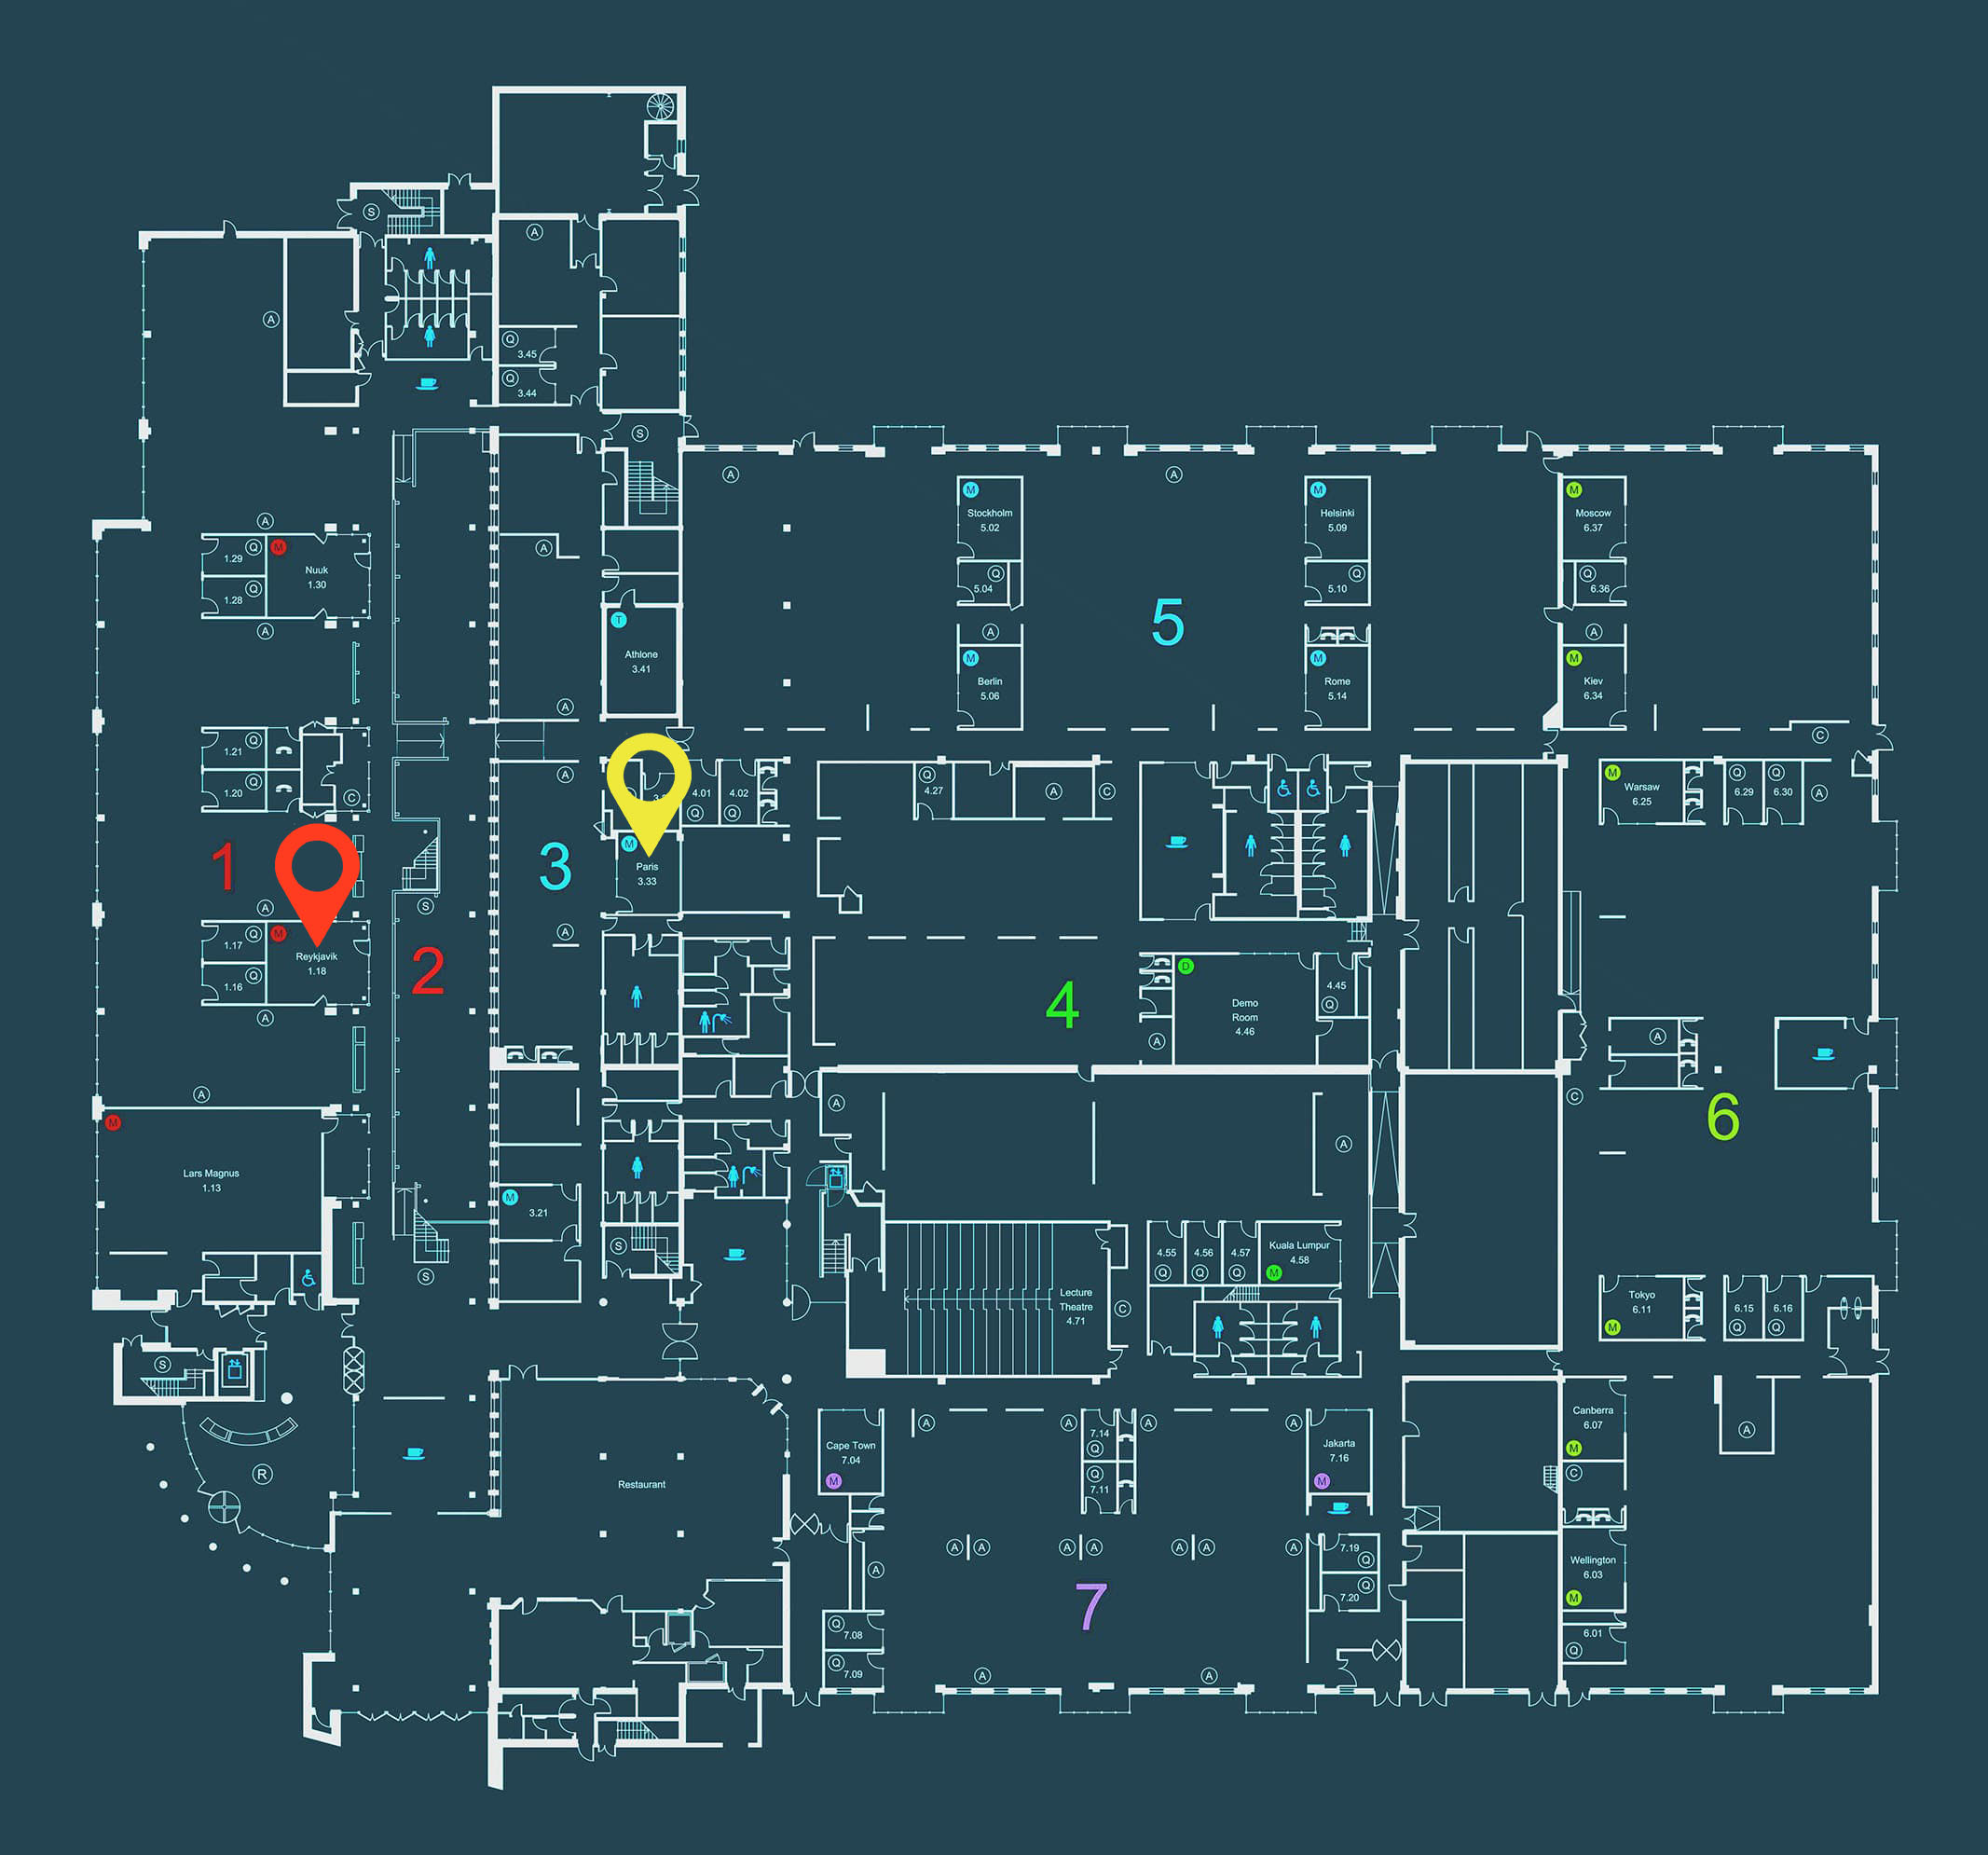 S
A
A
Q
3.45
Q
3.44
S
A
A
M
Stockholm
5.02
M
Helsinki
5.09
M
Moscow
6.37
A
1.29
Q
M
Nuuk
1.30
1.28
Q
A
A
Q
5.04
Q
5.10
Q
6.36
T
Athlone
3.41
5
A
A
M
Berlin
5.06
M
Rome
5.14
M
Kiev
6.34
A
C
1.21
Q
1.20
Q
C
A
4.01
Q
4.02
Q
Q
4.27
A
C
M
Warsaw
6.25
Q
6.29
Q
6.30
A
1
3
M
Paris
3.33
A
S
A
1.17
Q
M
Reykjavik
1.18
1.16
Q
A
2
4
M
D
Demo
Room
4.46
4.45
Q
A
A
A
C
6
M
Lars Magnus
1.13
A
A
M
3.21
S
S
4.55
Q
4.56
Q
4.57
Q
Kuala Lumpur
4.58
M
Lecture
Theatre
4.71
C
Tokyo
6.11
M
6.15
Q
6.16
Q
S
R
Restaurant
Cape Town
7.04
M
A
A
7.14
Q
Q
7.11
A
A
Jakarta
7.16
M
Canberra
6.07
M
C
A
A
A
A
A
A
A
A
A
7
7.19
Q
Q
7.20
Wellington
6.03
M
6.01
Q
Q
7.08
Q
7.09
A
A